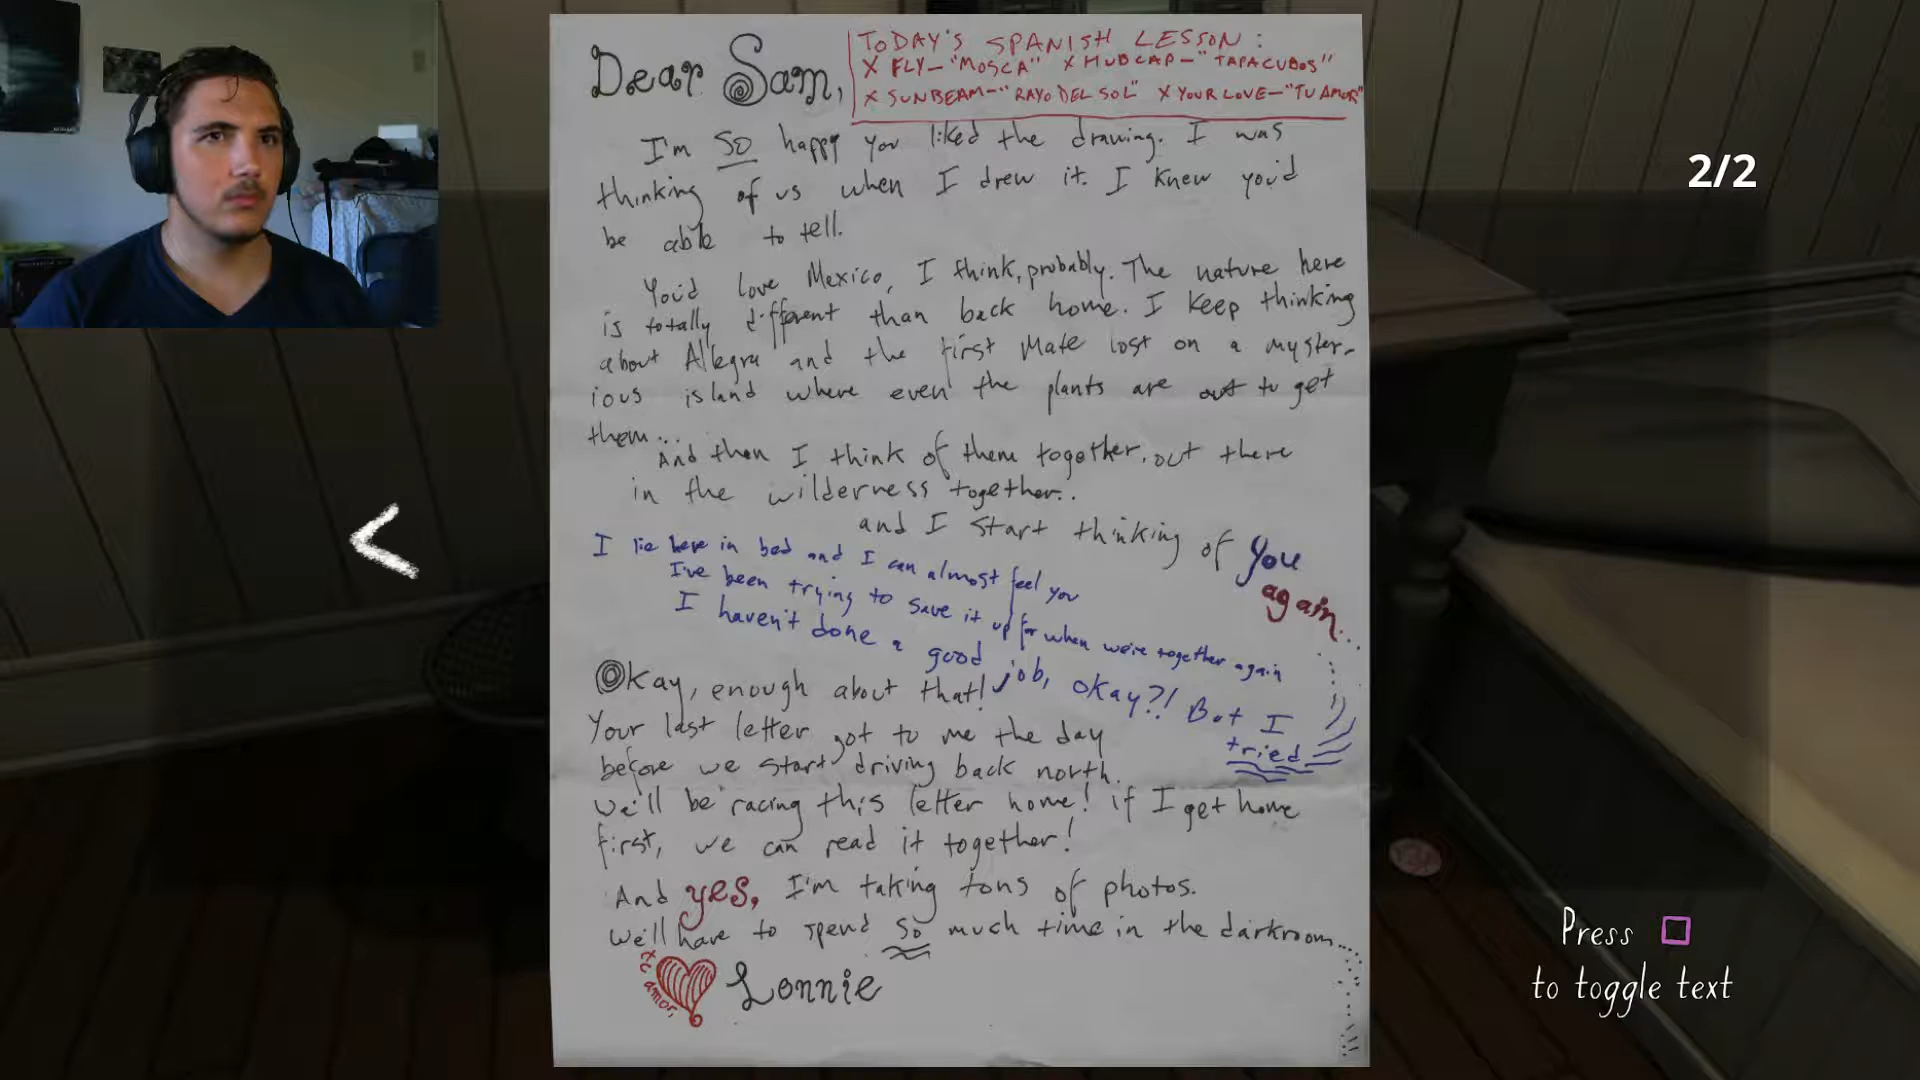 Dear Sam,
TODAY'S SPANISH LESSON:
X FLY-"MOSCA" X HUBCAP-"TAPACUBOS"
X SUNBEAM-"RAYO DEL SOL" X YOUR LOVE-"TU AMOR"
I'm SO happy you liked the drawing. I was
thinking of us when I drew it. I knew you'd
be able to tell.
You'd love Mexico, I think, probably. The nature here
is totally different than back home. I keep thinking
about Allegra and the first Mate lost on a myster-
ious island where even the plants are out to get
them...
And then I think of them together, out there
in the wilderness together..
and I start thinking of you
again...
I lie here in bed and I can almost feel you
I've been trying to save it up for when we're together again
I haven't done a good job, okay?! But I
tried
Okay, enough about that!
Your last letter got to me the day
before we start driving back north.
We'll be racing this letter home! if I get home
first, we can read it together!
And yes, I'm taking tons of photos.
We'll have to spend so much time in the darkroom...
tu amor,
Lonnie
2/2
<
Press □
to toggle text